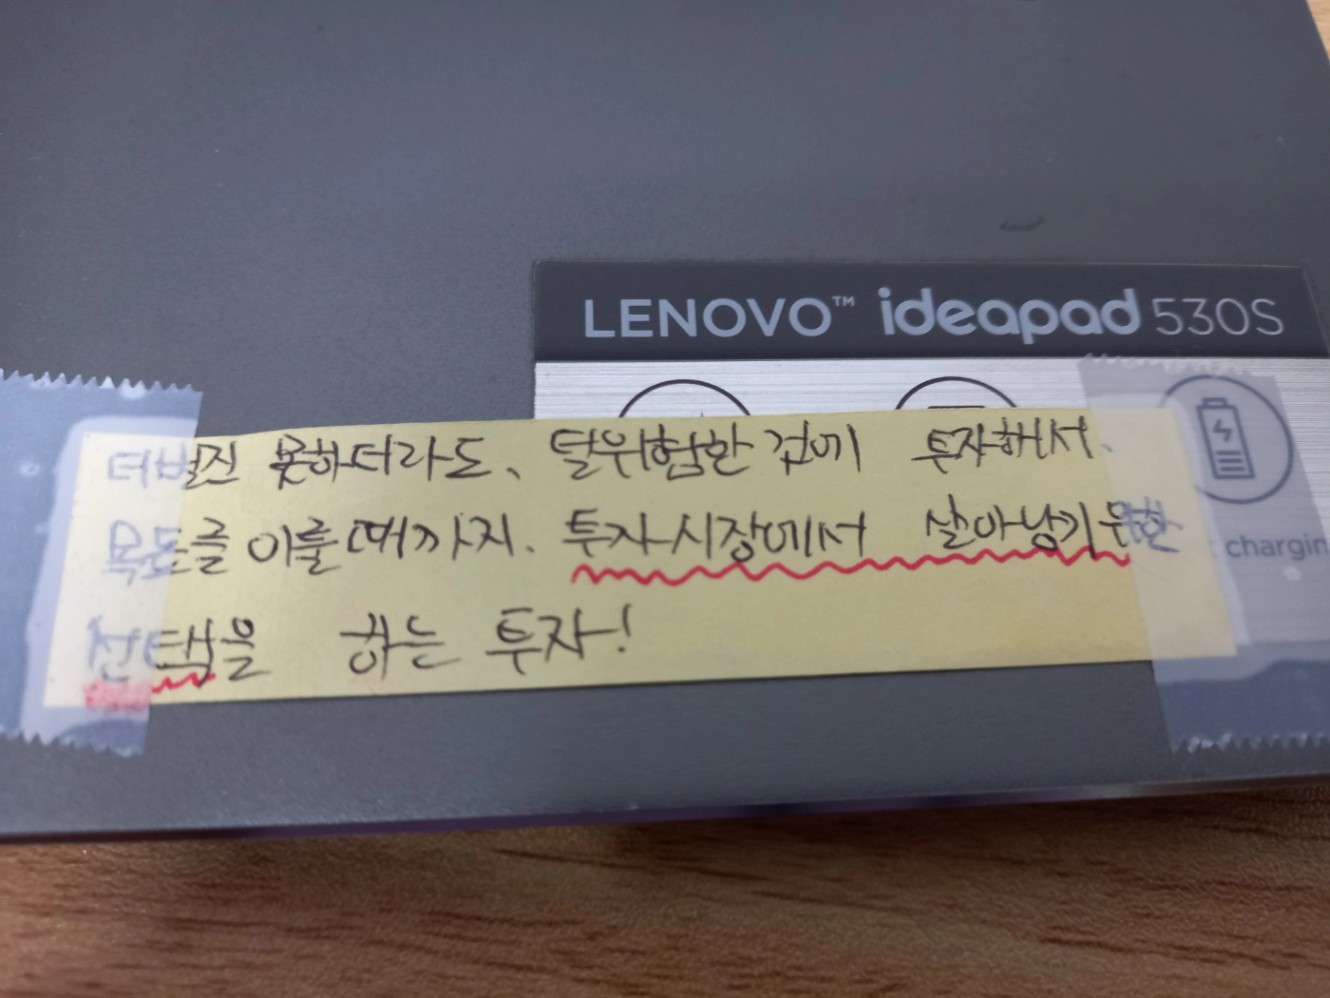 LENOVO™ ideapad 530S
더벌진 못하더라도、덜위험한 것에 투자해서.
목표를 이룰때까지. 투자시장에서 살아남기위한
charging
선택을 하는 투자!